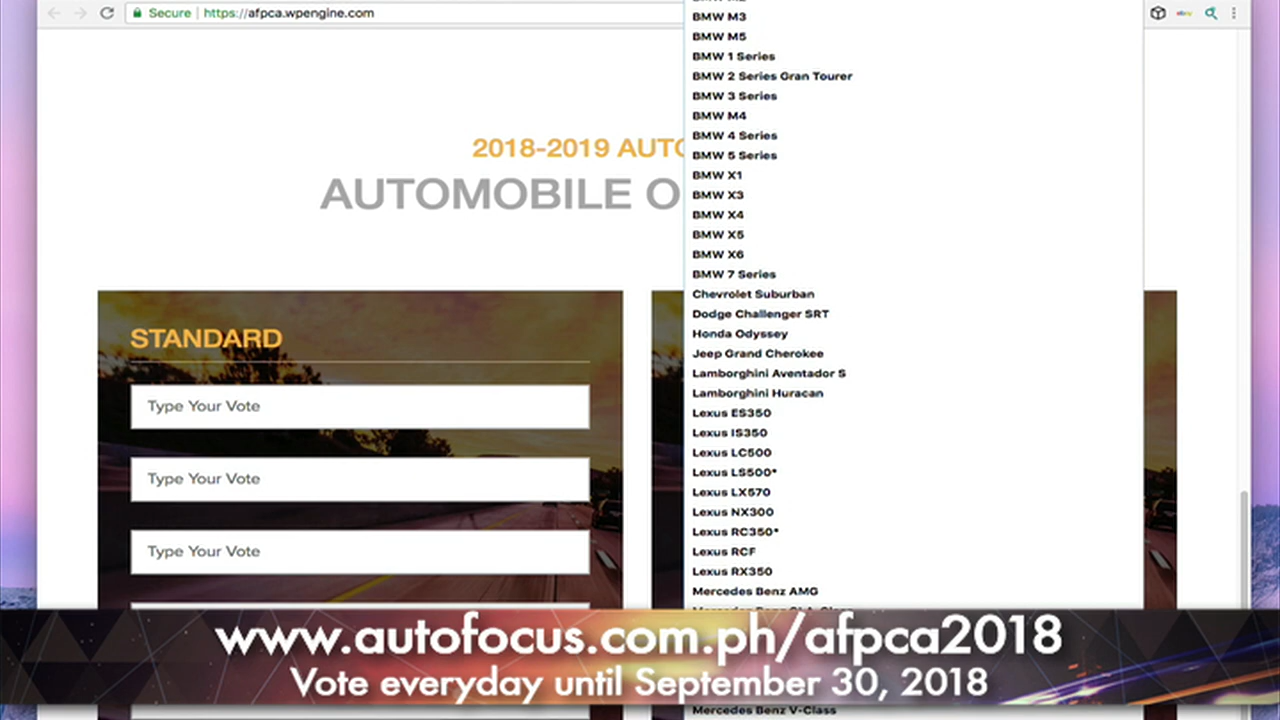 Secure | https://afpca.wpengine.com
2018-2019 AUTO
AUTOMOBILE O
STANDARD
Type Your Vote
Type Your Vote
Type Your Vote
BMW M3
BMW M5
BMW 1 Series
BMW 2 Series Gran Tourer
BMW 3 Series
BMW M4
BMW 4 Series
BMW 5 Series
BMW X1
BMW X3
BMW X4
BMW X5
BMW X6
BMW 7 Series
Chevrolet Suburban
Dodge Challenger SRT
Honda Odyssey
Jeep Grand Cherokee
Lamborghini Aventador S
Lamborghini Huracan
Lexus ES350
Lexus IS350
Lexus LC500
Lexus LS500*
Lexus LX570
Lexus NX300
Lexus RC350*
Lexus RCF
Lexus RX350
Mercedes Benz AMG
www.autofocus.com.ph/afpca2018
Vote everyday until September 30, 2018
Mercedes Benz V-Class